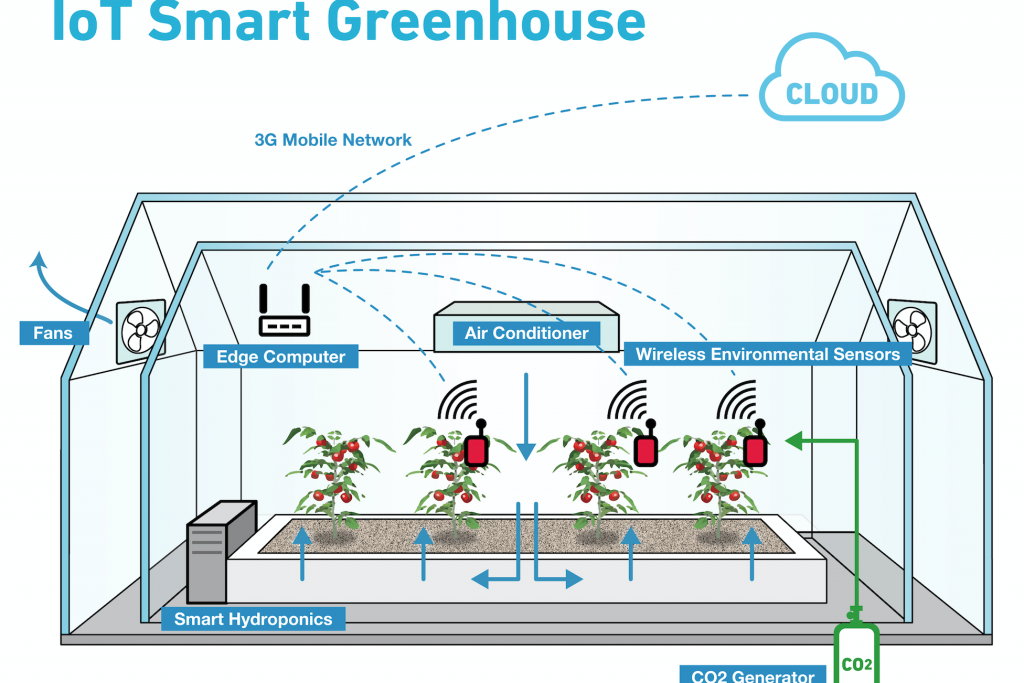 IoT Smart Greenhouse
CLOUD
3G Mobile Network
Fans
Edge Computer
Air Conditioner
Wireless Environmental Sensors
Smart Hydroponics
CO2
CO2 Generator